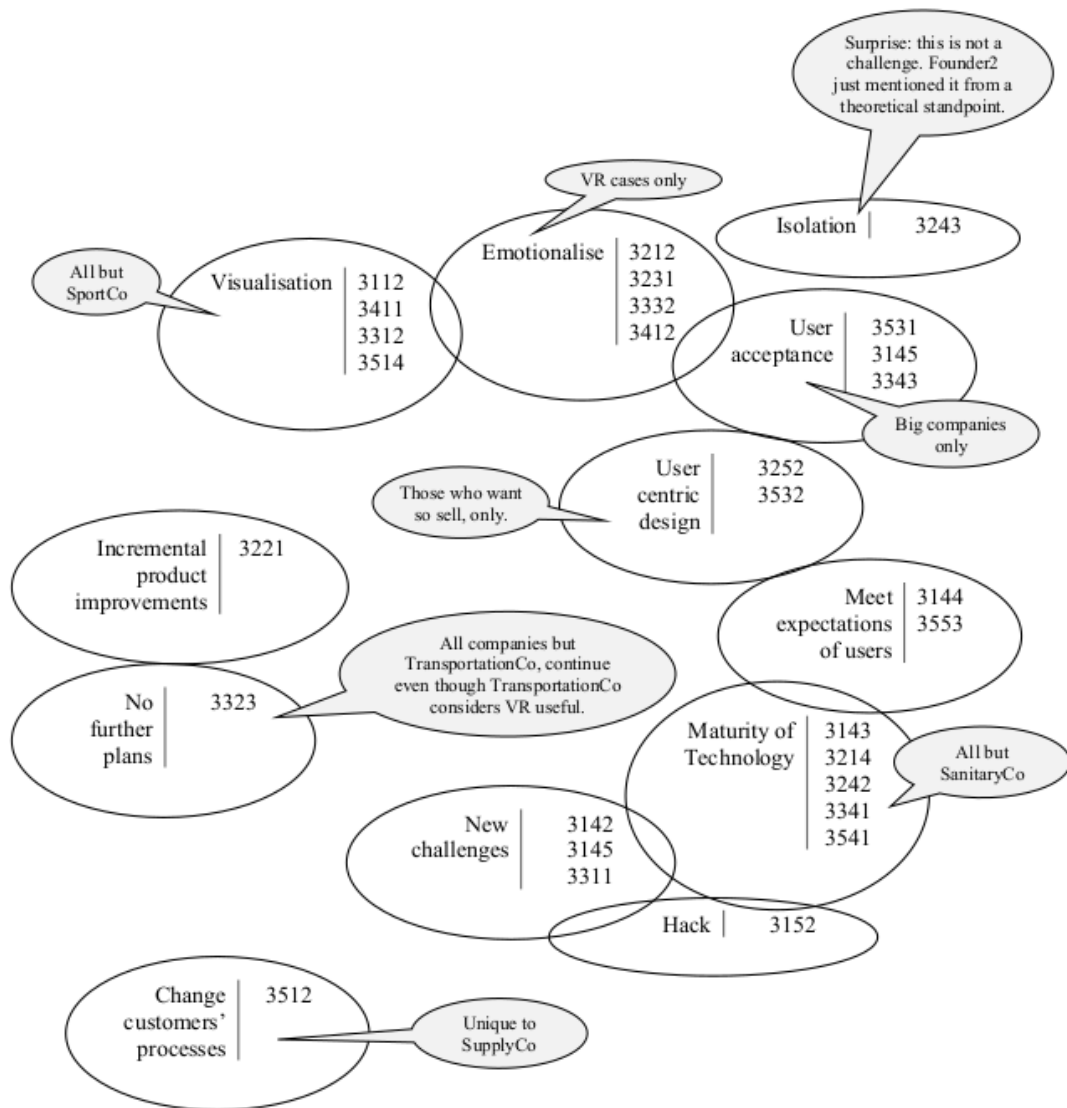 Surprise: this is not a
challenge. Founder2
just mentioned it from a
theoretical standpoint.
VR cases only
Isolation 3243
All but
SportCo
Visualisation 3112
3411
3312
3514
Emotionalise 3212
3231
3332
3412
User 3531
acceptance 3145
3343
Big companies
only
Those who want
so sell, only.
User 3252
centric 3532
design
Incremental 3221
product
improvements
Meet 3144
expectations 3553
of users
All companies but
TransportationCo, continue
even though TransportationCo
considers VR useful.
No 3323
further
plans
Maturity of 3143
Technology 3214
3242
3341
3541
All but
SanitaryCo
New 3142
challenges 3145
3311
Hack 3152
Change 3512
customers’
processes
Unique to
SupplyCo